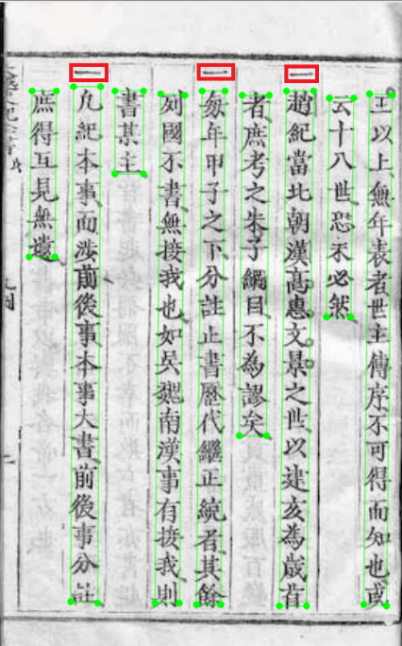 王以上無年表者世主傳序不可得而知也或
云十八世恐未必然
一趙紀當北朝漢高惠文景之世以建亥為歲首
者庶考之朱子綱目不為謬矣
一每年甲子之下分註止書歷代繼正統者其餘
列國不書無接我也如吳魏南漢事有接我則
書某主
一凡紀本事而涉前後事本事大書前後事分註
庶得互見無遺